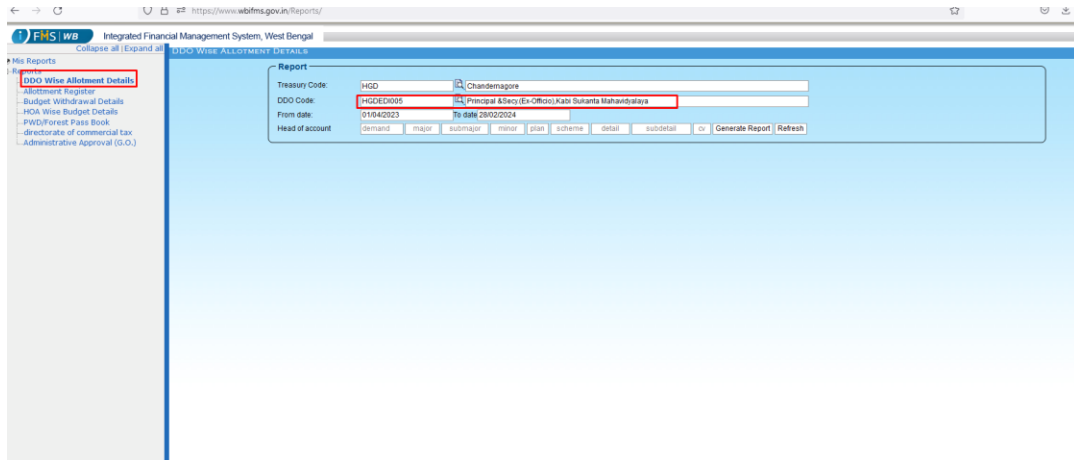 https://www.wbifms.gov.in/Reports/
iFMS|WB Integrated Financial Management System, West Bengal
Collapse all |Expand all
DDO WISE ALLOTMENT DETAILS
Mis Reports
Reports
DDO Wise Allotment Details
Allottment Register
Budget Withdrawal Details
HOA Wise Budget Details
PWD/Forest Pass Book
directorate of commercial tax
Administrative Approval (G.O.)
Report
Treasury Code: HGD Chandernagore
DDO Code: HGDEDI005 Principal &Secy.(Ex-Officio),Kabi Sukanta Mahavidyalaya
From date: 01/04/2023 To date 28/02/2024
Head of account demand major submajor minor plan scheme detail subdetail cv Generate Report Refresh